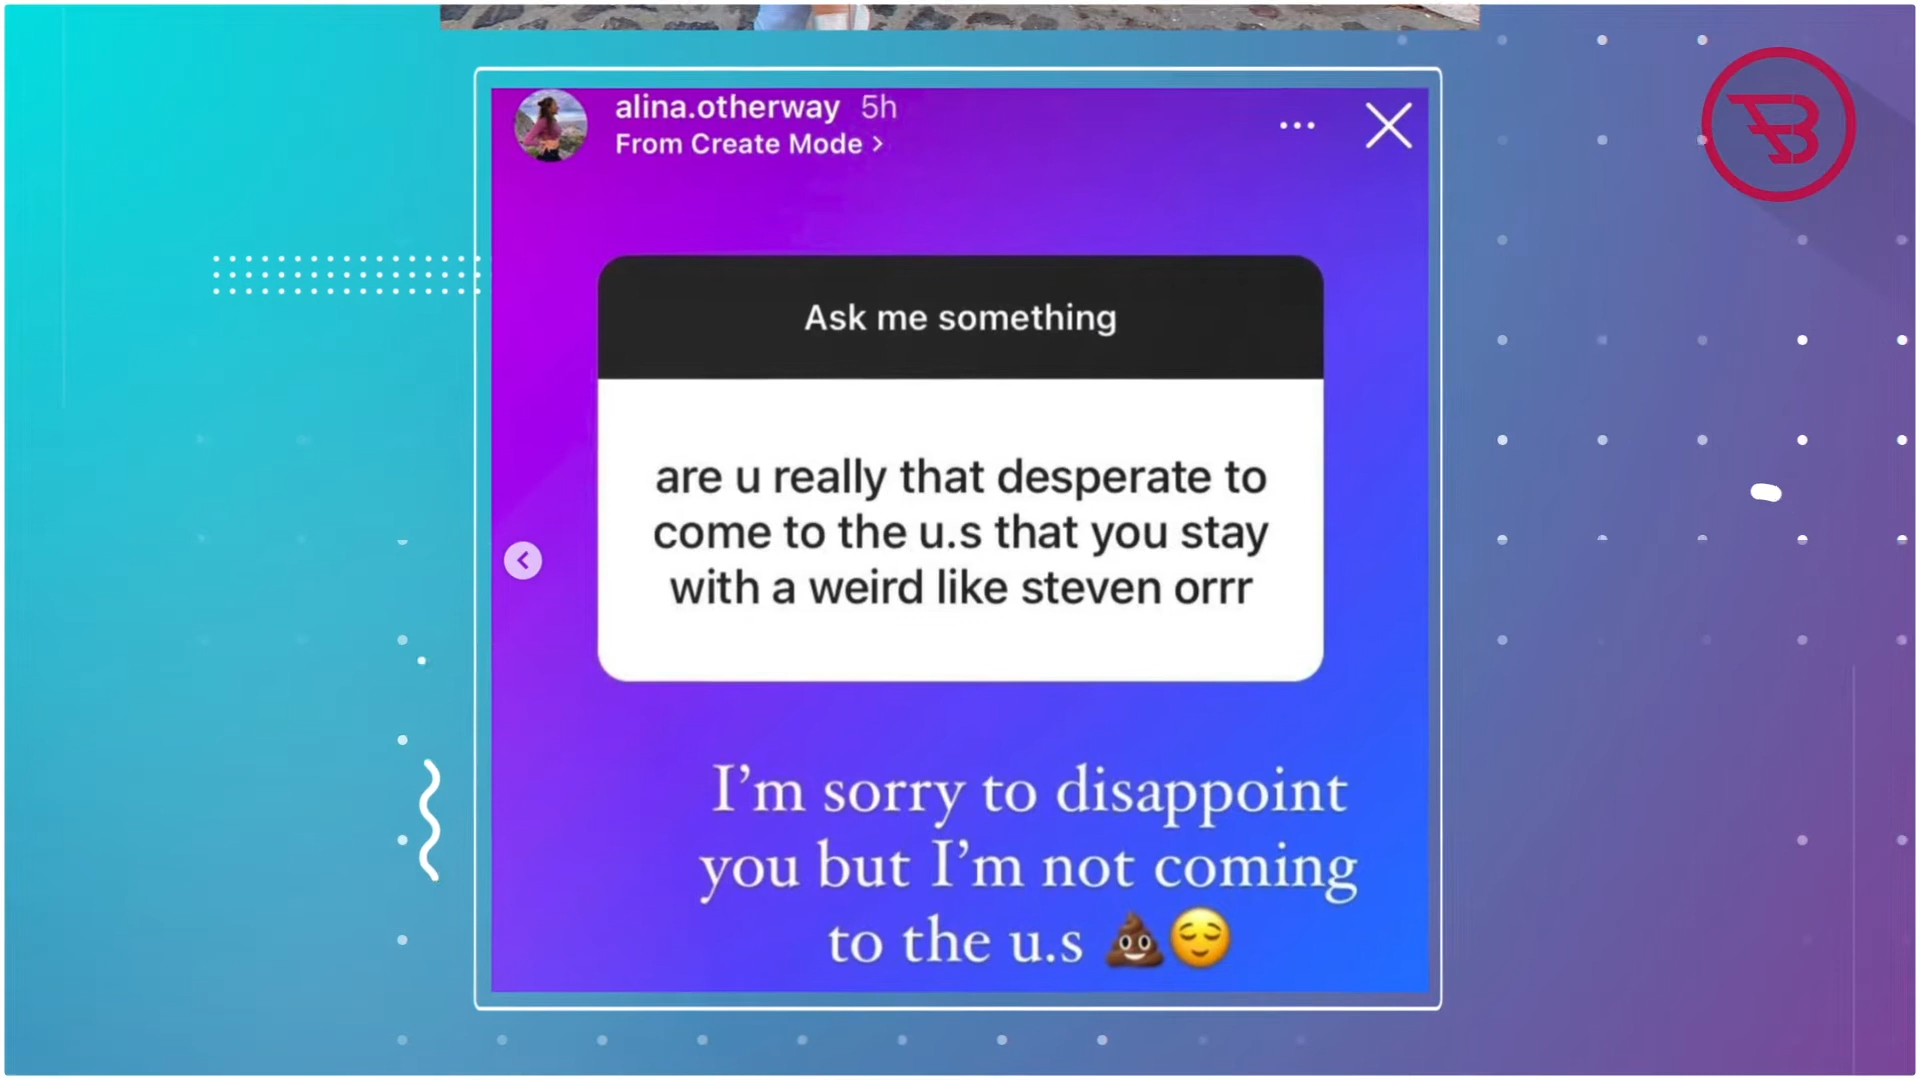 alina.otherway 5h
From Create Mode >
Ask me something
are u really that desperate to
come to the u.s that you stay
with a weird like steven orrr
I'm sorry to disappoint
you but I'm not coming
to the u.s 💩😌